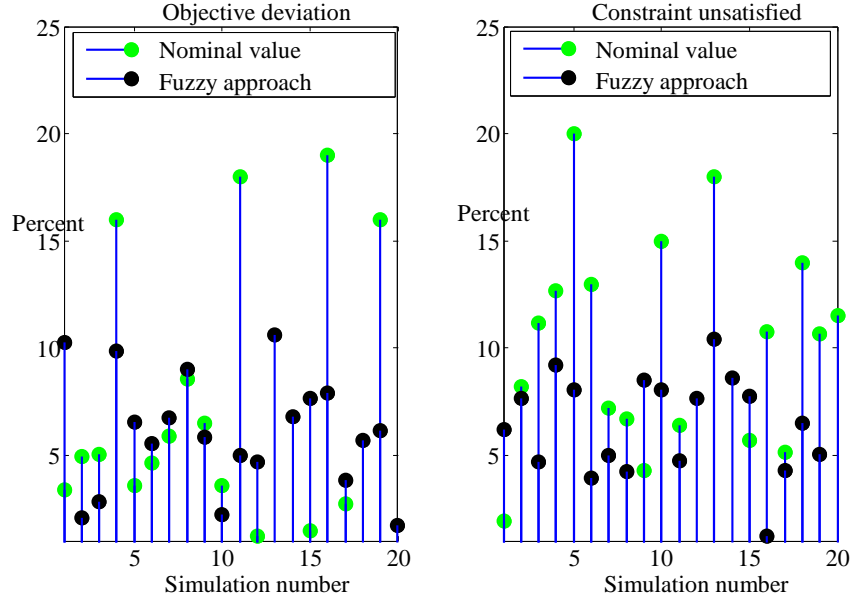 Objective deviation
25
20
15
10
5
Percent
Nominal value
Fuzzy approach
5
10
15
20
Simulation number
Constraint unsatisfied
25
20
15
10
5
Percent
Nominal value
Fuzzy approach
5
10
15
20
Simulation number